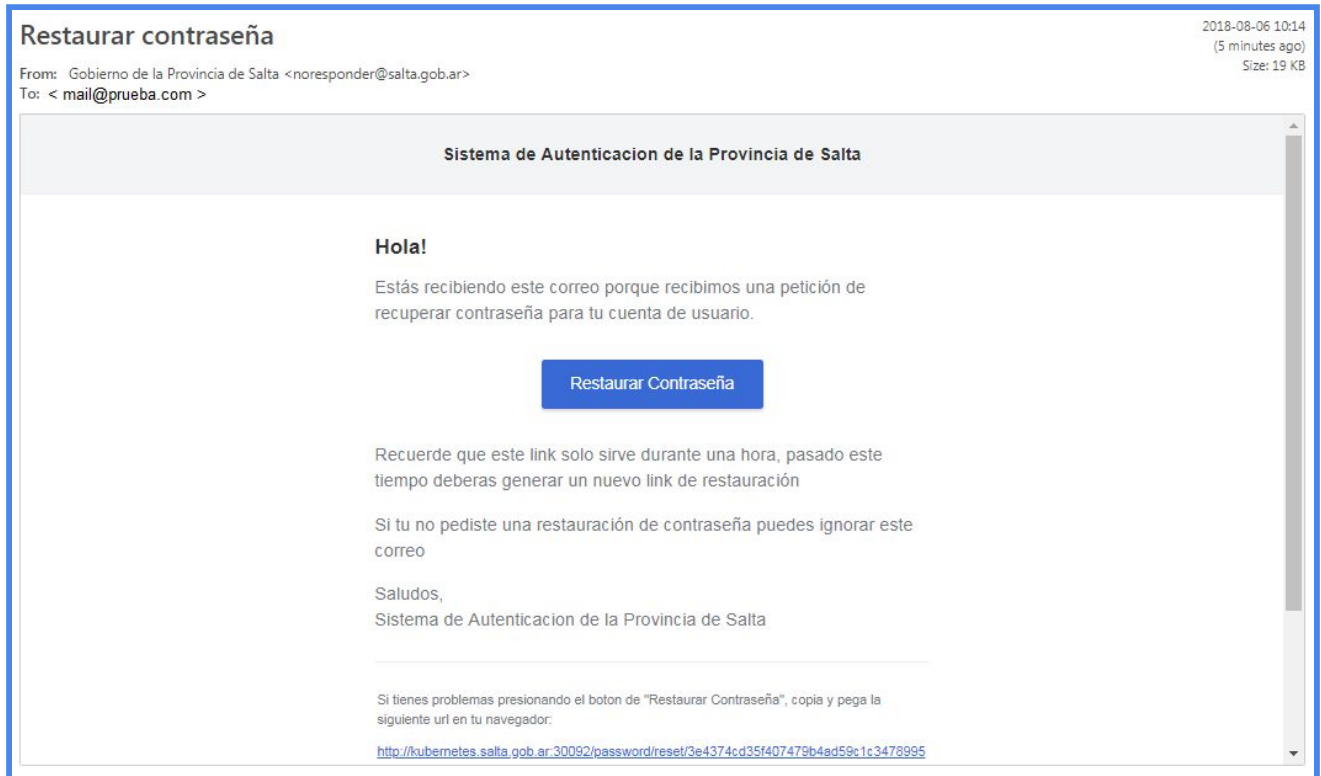 Restaurar contraseña
2018-08-06 10:14
(5 minutes ago)
Size: 19 KB
From: Gobierno de la Provincia de Salta <noresponder@salta.gob.ar>
To: < mail@prueba.com >
Sistema de Autenticacion de la Provincia de Salta
Hola!
Estás recibiendo este correo porque recibimos una petición de
recuperar contraseña para tu cuenta de usuario.
Restaurar Contraseña
Recuerde que este link solo sirve durante una hora, pasado este
tiempo deberas generar un nuevo link de restauración
Si tu no pediste una restauración de contraseña puedes ignorar este
correo
Saludos,
Sistema de Autenticacion de la Provincia de Salta
Si tienes problemas presionando el boton de "Restaurar Contraseña", copia y pega la
siguiente url en tu navegador:
http://kubernetes.salta.gob.ar:30092/password/reset/3e4374cd35f407479b4ad59c1c3478995